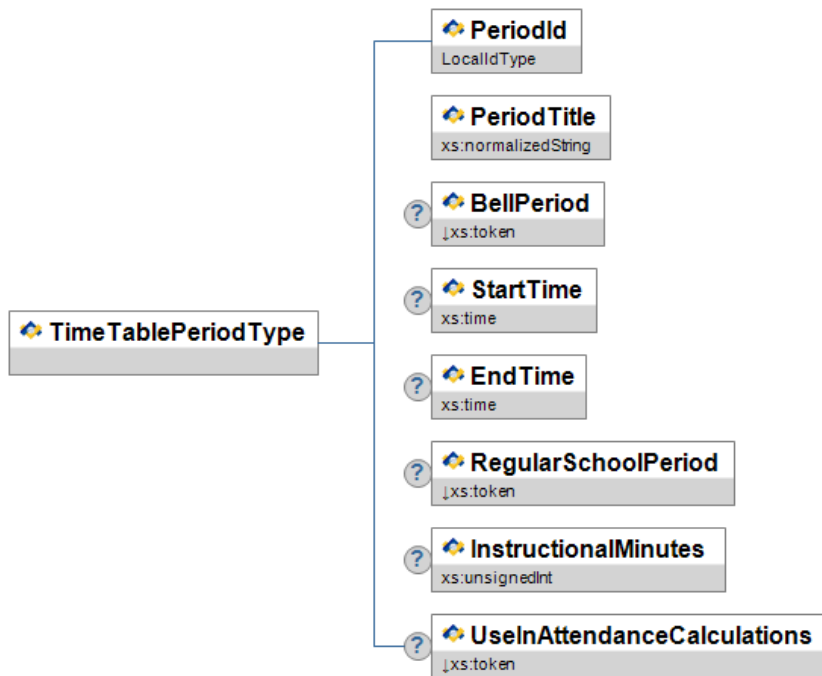 PeriodId
LocalIdType
PeriodTitle
xs:normalizedString
?
BellPeriod
↓xs:token
?
StartTime
xs:time
TimeTablePeriodType
?
EndTime
xs:time
?
RegularSchoolPeriod
↓xs:token
?
InstructionalMinutes
xs:unsignedInt
?
UseInAttendanceCalculations
↓xs:token